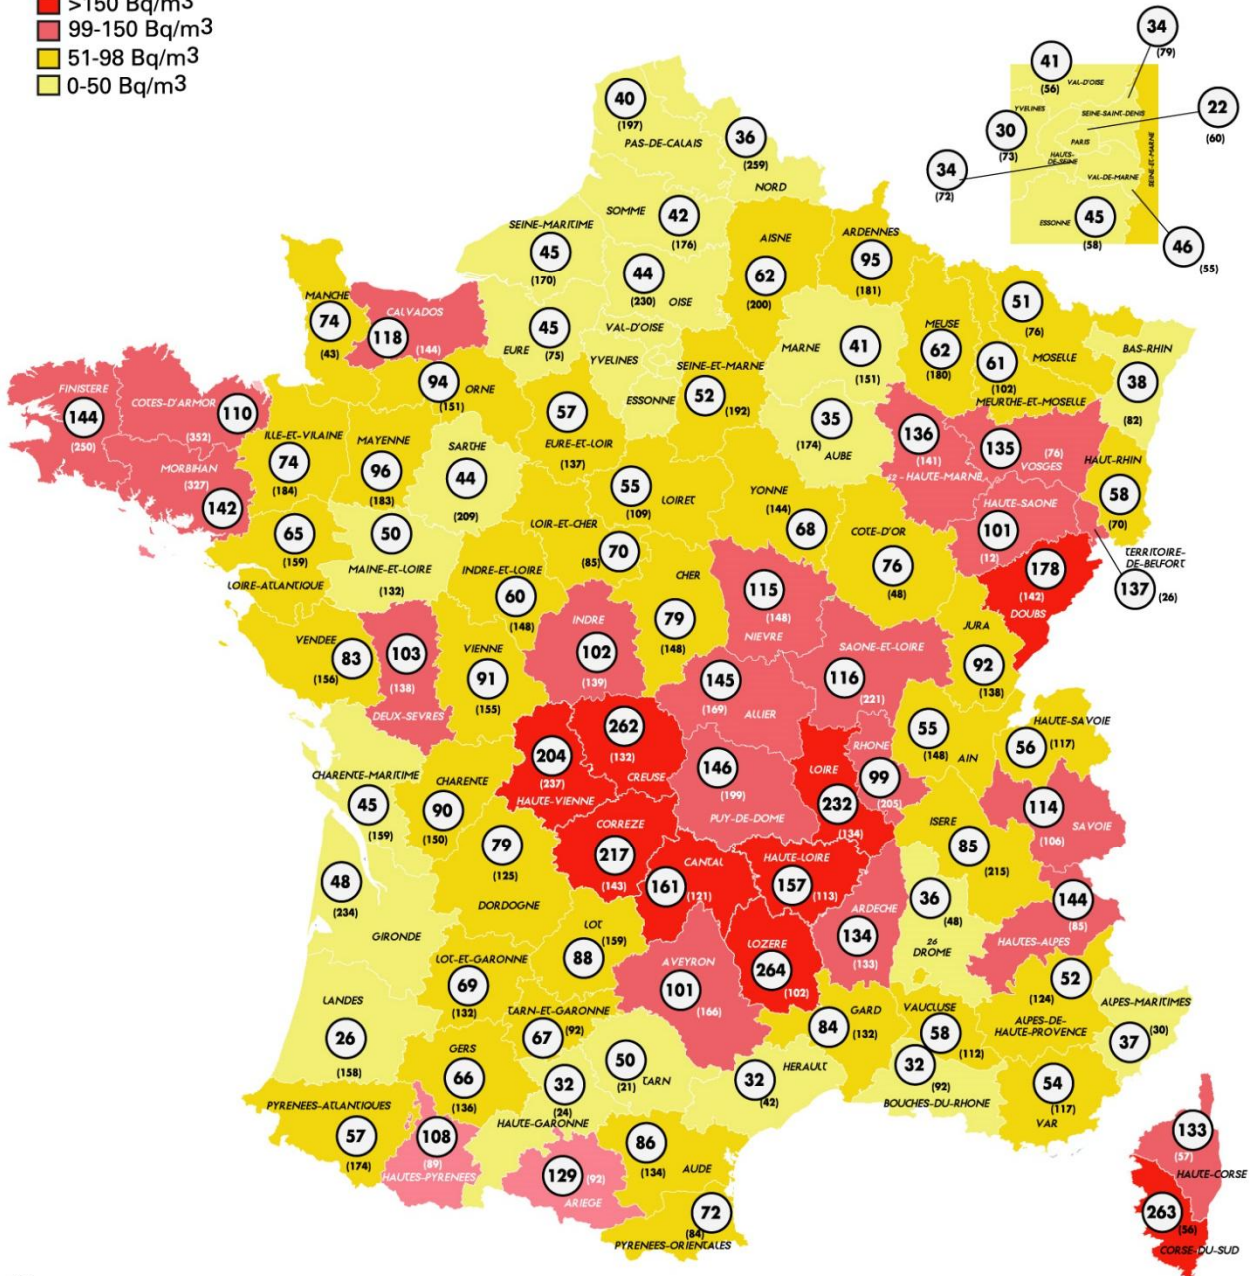 >150 Bq/m3
99-150 Bq/m3
51-98 Bq/m3
0-50 Bq/m3
34
(79)
41
(56)
VAL-D'OISE
YVELINES
SEINE-SAINT-DENIS
22
(60)
30
(73)
PARIS
HAUTS-
DE-SEINE
34
(72)
VAL-DE-MARNE
SEINE-ET-MARNE
ESSONNE
45
(58)
46
(55)
40
(197)
PAS-DE-CALAIS
36
(259)
NORD
SOMME
42
(176)
SEINE-MARITIME
45
(170)
44
(230)
OISE
AISNE
62
(200)
ARDENNES
95
(181)
MANCHE
74
(43)
CALVADOS
118
(144)
45
EURE
(75)
VAL-D'OISE
YVELINES
ESSONNE
SEINE-ET-MARNE
52
(192)
MARNE
41
(151)
MEUSE
62
(180)
51
(76)
MOSELLE
61
(102)
MEURTHE-ET-MOSELLE
BAS-RHIN
38
(82)
FINISTERE
144
(250)
COTES-D'ARMOR
110
(352)
MORBIHAN
(327)
142
94
ORNE
(151)
57
EURE-ET-LOIR
(137)
ILLE-ET-VILAINE
74
(184)
MAYENNE
96
(183)
SARTHE
44
(209)
35
(174)
AUBE
136
(141)
52 - HAUTE-MARNE
135
(76)
VOSGES
HAUT-RHIN
58
(70)
HAUTE-SAONE
101
(12)
TERRITOIRE-
DE-BELFORT
137
(26)
55
LOIRET
(109)
YONNE
(144)
68
COTE-D'OR
76
(48)
178
(142)
DOUBS
65
(159)
LOIRE-ATLANTIQUE
50
MAINE-ET-LOIRE
(132)
LOIR-ET-CHER
70
(85)
INDRE-ET-LOIRE
60
(148)
CHER
79
(148)
115
(148)
NIEVRE
INDRE
102
(139)
VENDEE
83
(156)
103
(138)
DEUX-SEVRES
VIENNE
91
(155)
JURA
92
(138)
SAONE-ET-LOIRE
116
(221)
145
(169)
ALLIER
262
(132)
CREUSE
204
(237)
HAUTE-VIENNE
CHARENTE-MARITIME
45
(159)
CHARENTE
90
(150)
146
(199)
PUY-DE-DOME
LOIRE
232
(134)
RHONE
99
(205)
55
(148)
AIN
HAUTE-SAVOIE
56
(117)
114
(106)
SAVOIE
ISERE
85
(215)
79
(125)
DORDOGNE
CORREZE
217
(143)
CANTAL
161
(121)
HAUTE-LOIRE
157
(113)
48
(234)
GIRONDE
ARDECHE
134
(133)
36
(48)
26
DROME
144
(85)
HAUTES-ALPES
LOT
(159)
88
LOT-ET-GARONNE
69
(132)
AVEYRON
101
(166)
LOZERE
264
(102)
52
(124)
ALPES-DE-
HAUTE-PROVENCE
ALPES-MARITIMES
(30)
37
LANDES
26
(158)
TARN-ET-GARONNE
67
(92)
GARD
84
(132)
VAUCLUSE
58
(112)
GERS
66
(136)
50
(21)
TARN
32
(24)
HAUTE-GARONNE
32
(42)
HERAULT
32
(92)
BOUCHES-DU-RHONE
54
(117)
VAR
PYRENEES-ATLANTIQUES
57
(174)
108
(89)
HAUTES-PYRENEES
129
(92)
ARIEGE
86
(134)
AUDE
72
(84)
PYRENEES-ORIENTALES
133
(57)
HAUTE-CORSE
263
(56)
CORSE-DU-SUD